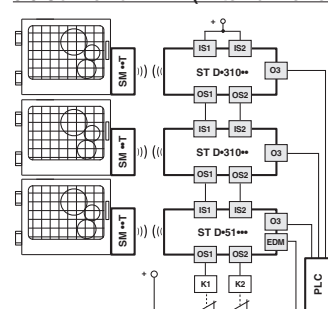 +
IS1 IS2
SM ••T
ST D•310••
O3
OS1 OS2
IS1 IS2
SM ••T
ST D•310••
O3
OS1 OS2
IS1 IS2
SM ••T
ST D•51•••
O3
EDM
OS1 OS2
+
K1 K2
PLC